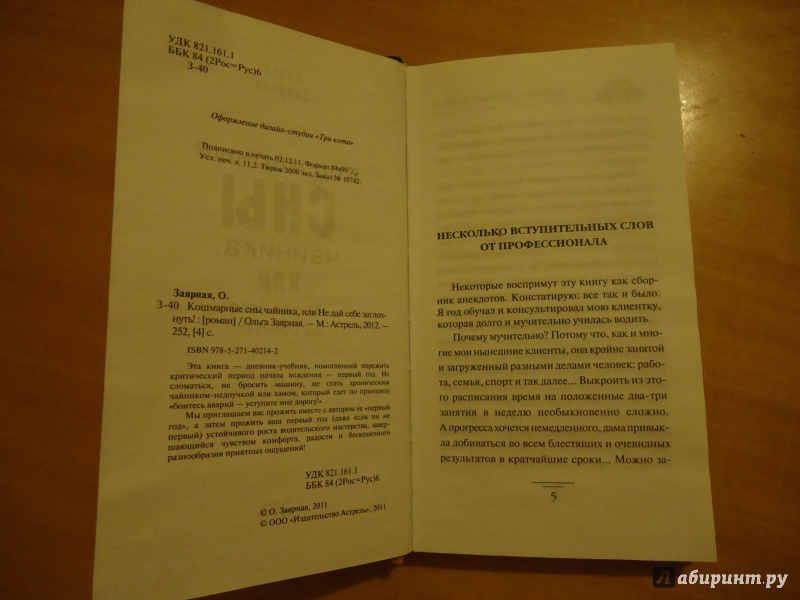 УДК 821.161.1
ББК 84 (2Рос=Рус)6
З-40
Оформление дизайн-студии «Три кота»
Подписано в печать 02.12.11. Формат 84x90 1/32.
Усл. печ. л. 11,2. Тираж 2000 экз. Заказ № 10742.
Заярная, О.
З-40 Кошмарные сны чайника, или Не дай себе заглох-
нуть! : [роман] / Ольга Заярная. — М.: Астрель, 2012. —
252, [4] с.
ISBN 978-5-271-40214-2
Эта книга — дневник-учебник, помогающий пережить
критический период начала вождения — первый год. Не
сломаться, не бросить машину, не стать хроническим
чайником-недоучкой или хамом, который едет по принципу
«боитесь аварий — уступите мне дорогу!»
Мы приглашаем вас прожить вместе с автором ее «первый
год», а затем прожить ваш первый год (даже если он не
первый) устойчивого роста водительского мастерства, завер-
шающийся чувством комфорта, радости и бесконечного
разнообразия приятных ощущений!
УДК 821.161.1
ББК 84 (2Рос=Рус)6
© О. Заярная, 2011
© ООО «Издательство Астрель», 2011
СНЫ
чайника,
или
НЕСКОЛЬКО ВСТУПИТЕЛЬНЫХ СЛОВ
ОТ ПРОФЕССИОНАЛА
Некоторые воспримут эту книгу как сбор-
ник анекдотов. Констатирую: все так и было.
Я год обучал и консультировал мою клиентку,
которая долго и мучительно училась водить.
Почему мучительно? Потому что, как и мно-
гие мои нынешние клиенты, она крайне занятой
и загруженный разными делами человек: рабо-
та, семья, спорт и так далее... Выкроить из это-
го расписания время на положенные два-три
занятия в неделю необыкновенно сложно.
А прогресса хочется немедленного, дама привык-
ла добиваться во всем блестящих и очевидных
результатов в кратчайшие сроки... Можно за-
5
Лабиринт.ру